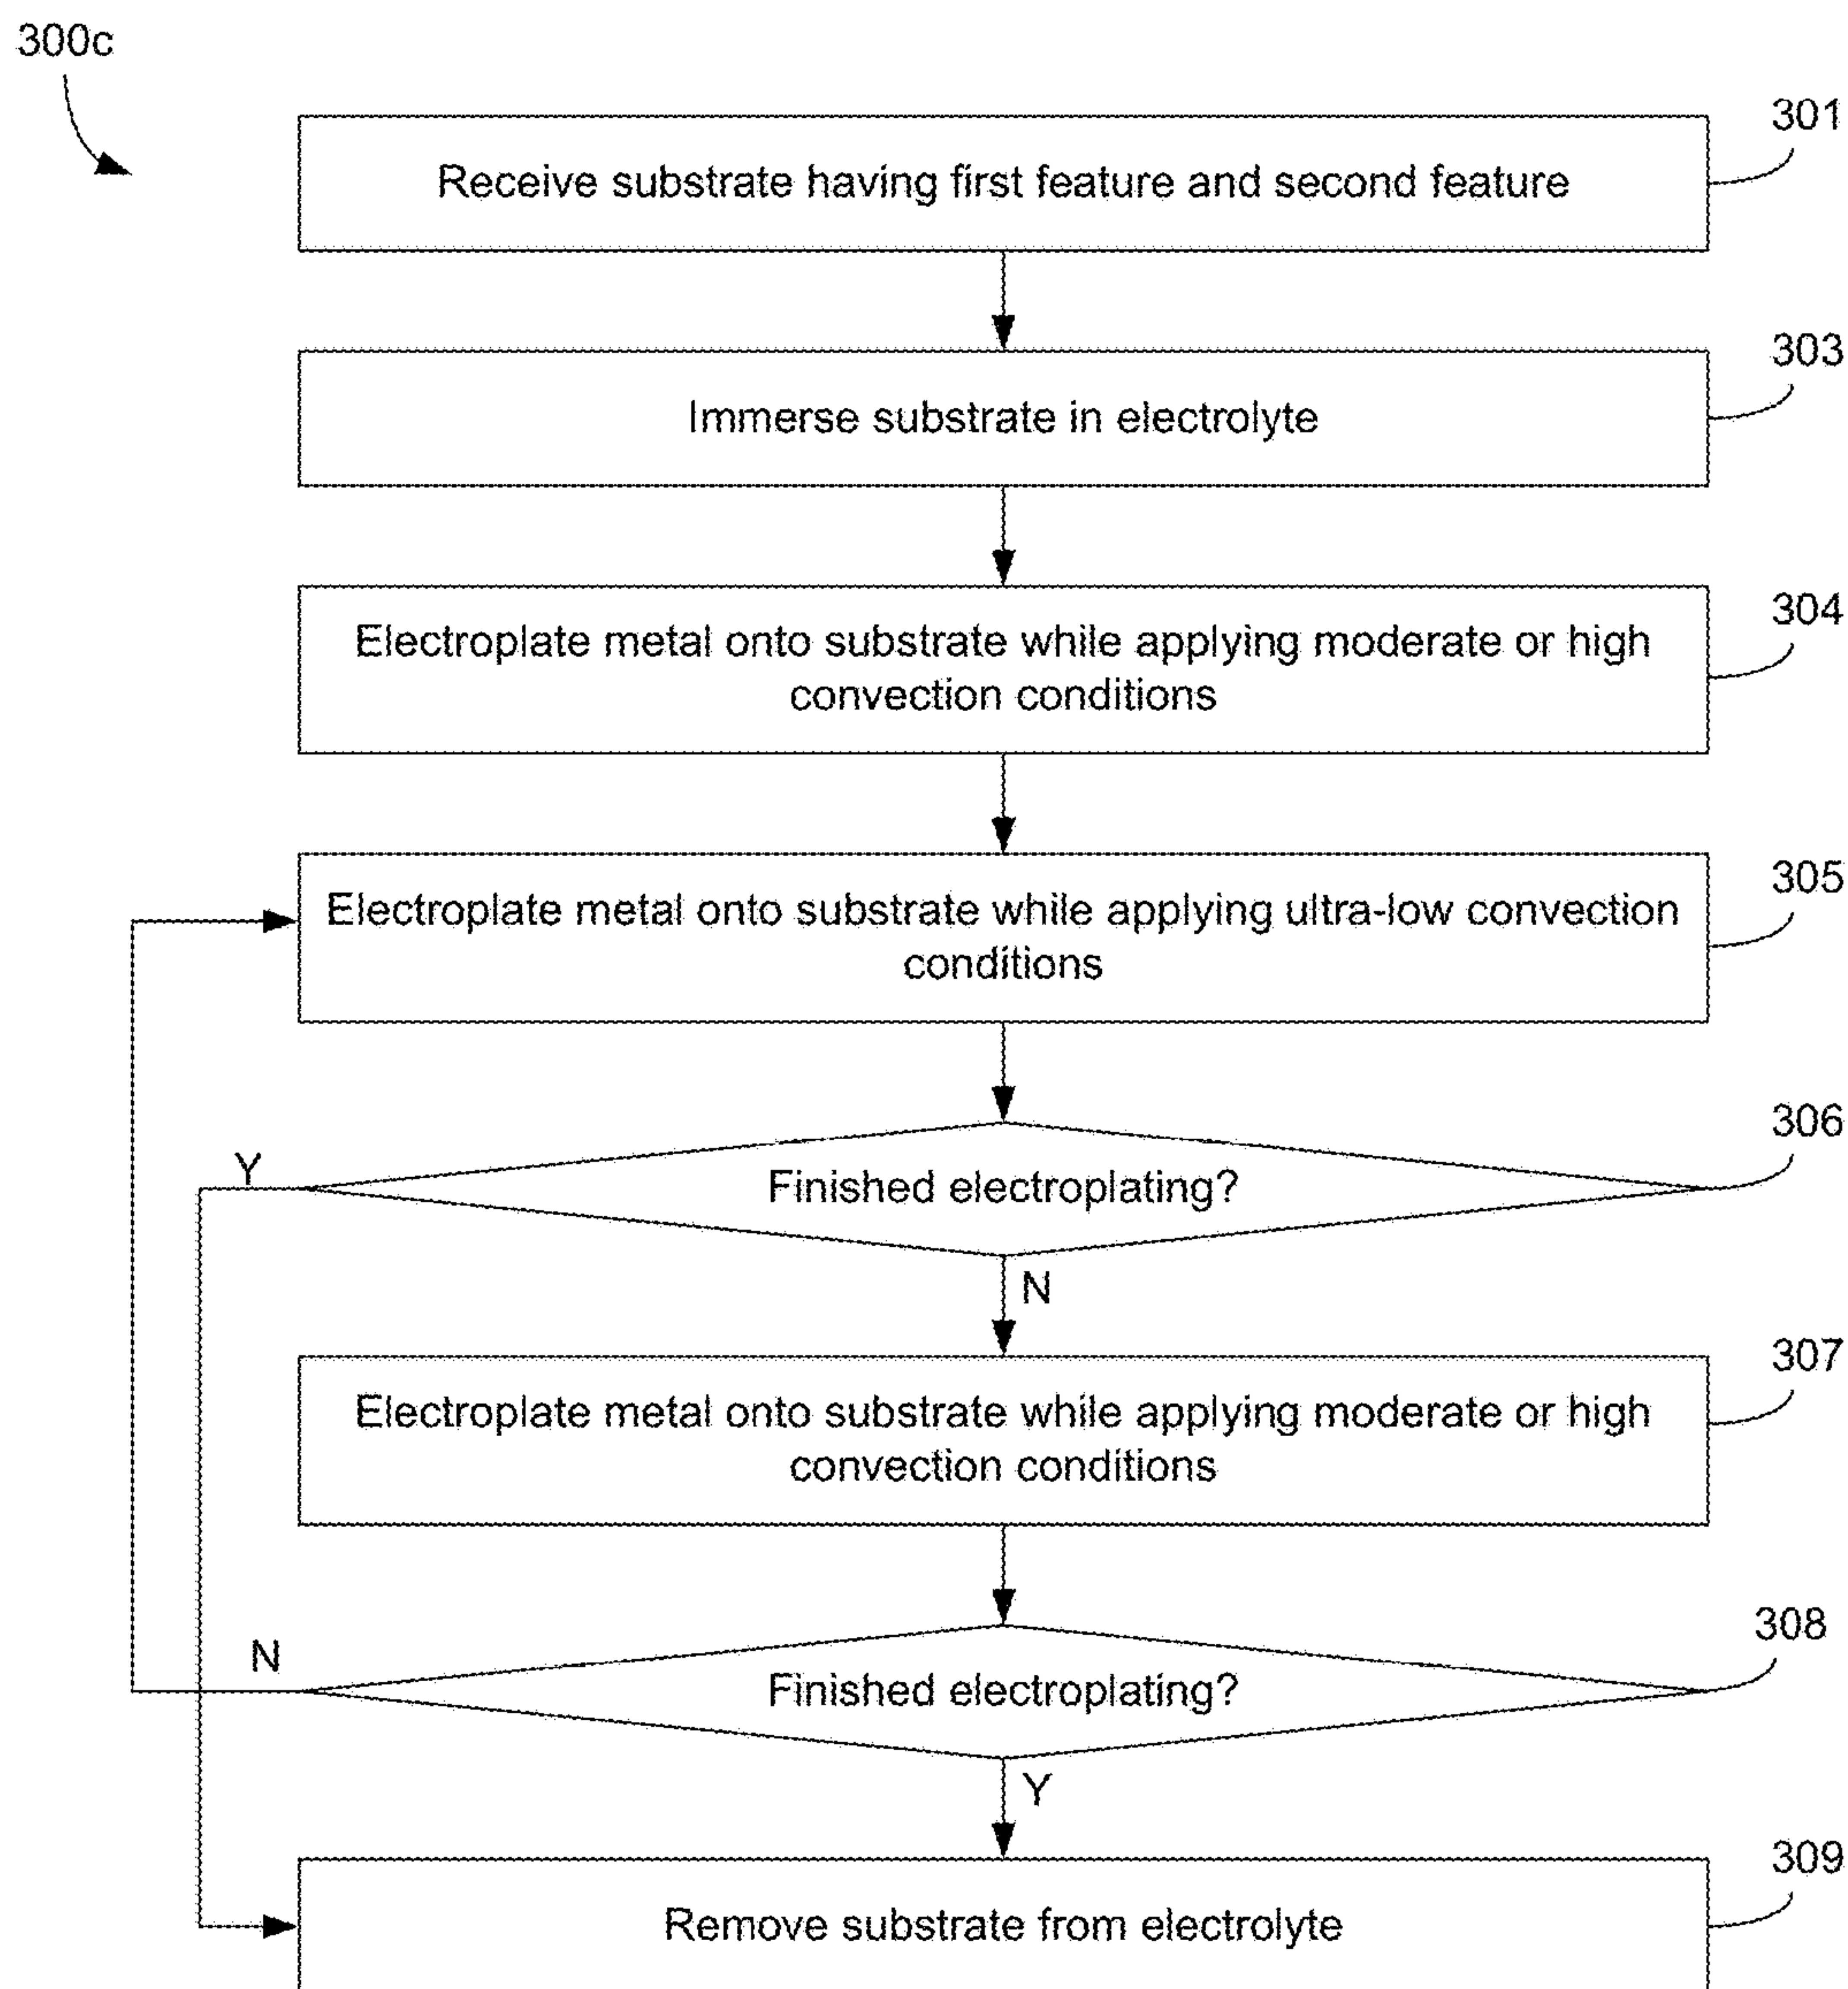 300c
301
Receive substrate having first feature and second feature
303
Immerse substrate in electrolyte
304
Electroplate metal onto substrate while applying moderate or high
convection conditions
305
Electroplate metal onto substrate while applying ultra-low convection
conditions
306
Y
Finished electroplating?
N
307
Electroplate metal onto substrate while applying moderate or high
convection conditions
308
N
Finished electroplating?
Y
309
Remove substrate from electrolyte